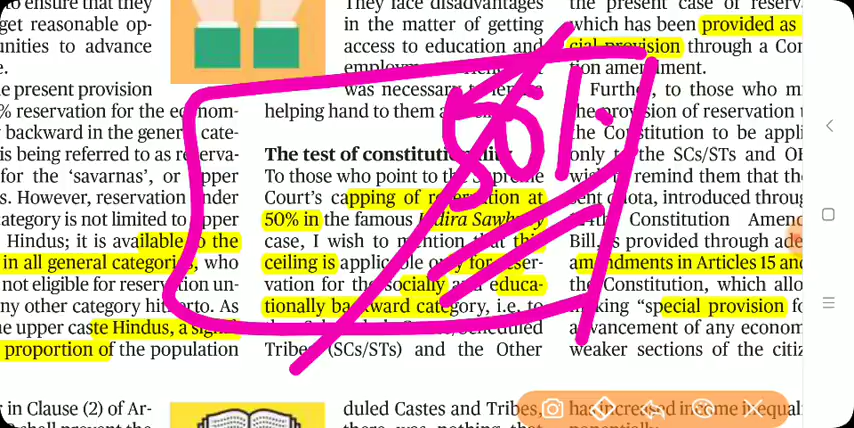 to ensure that they
get reasonable op-
unities to advance
e.
e present provision
% reservation for the econom-
backward in the general cate-
is being referred to as reserva-
for the ‘savarnas’, or upper
s. However, reservation under
category is not limited to upper
Hindus; it is available to the
in all general categories, who
not eligible for reservation un-
ny other category hitherto. As
e upper caste Hindus, a signi
proportion of the population
r in Clause (2) of Ar-
They face disadvantages
in the matter of getting
access to education and
was necessary to lend a
helping hand to them
The test of constitutionality
To those who point to the Supreme
Court’s capping of reservation at
50% in the famous Indira Sawhney
case, I wish to mention that this
ceiling is applicable only for reser-
vation for the socially and educa-
tionally backward category, i.e. to
the Scheduled Castes/Scheduled
Tribes (SCs/STs) and the Other
duled Castes and Tribes,
there was nothing that
50%
the present case of reserva
which has been provided as
cial provision through a Con
tion amendment.
Further, to those who m
the provision of reservation
the Constitution to be appli
only to the SCs/STs and OB
wish to remind them that the
sent quota, introduced throug
Constitution Amend
Bill, is provided through ade
amendments in Articles 15 and
the Constitution, which allo
making “special provision fo
advancement of any econom
weaker sections of the citiz
has increased income inequali